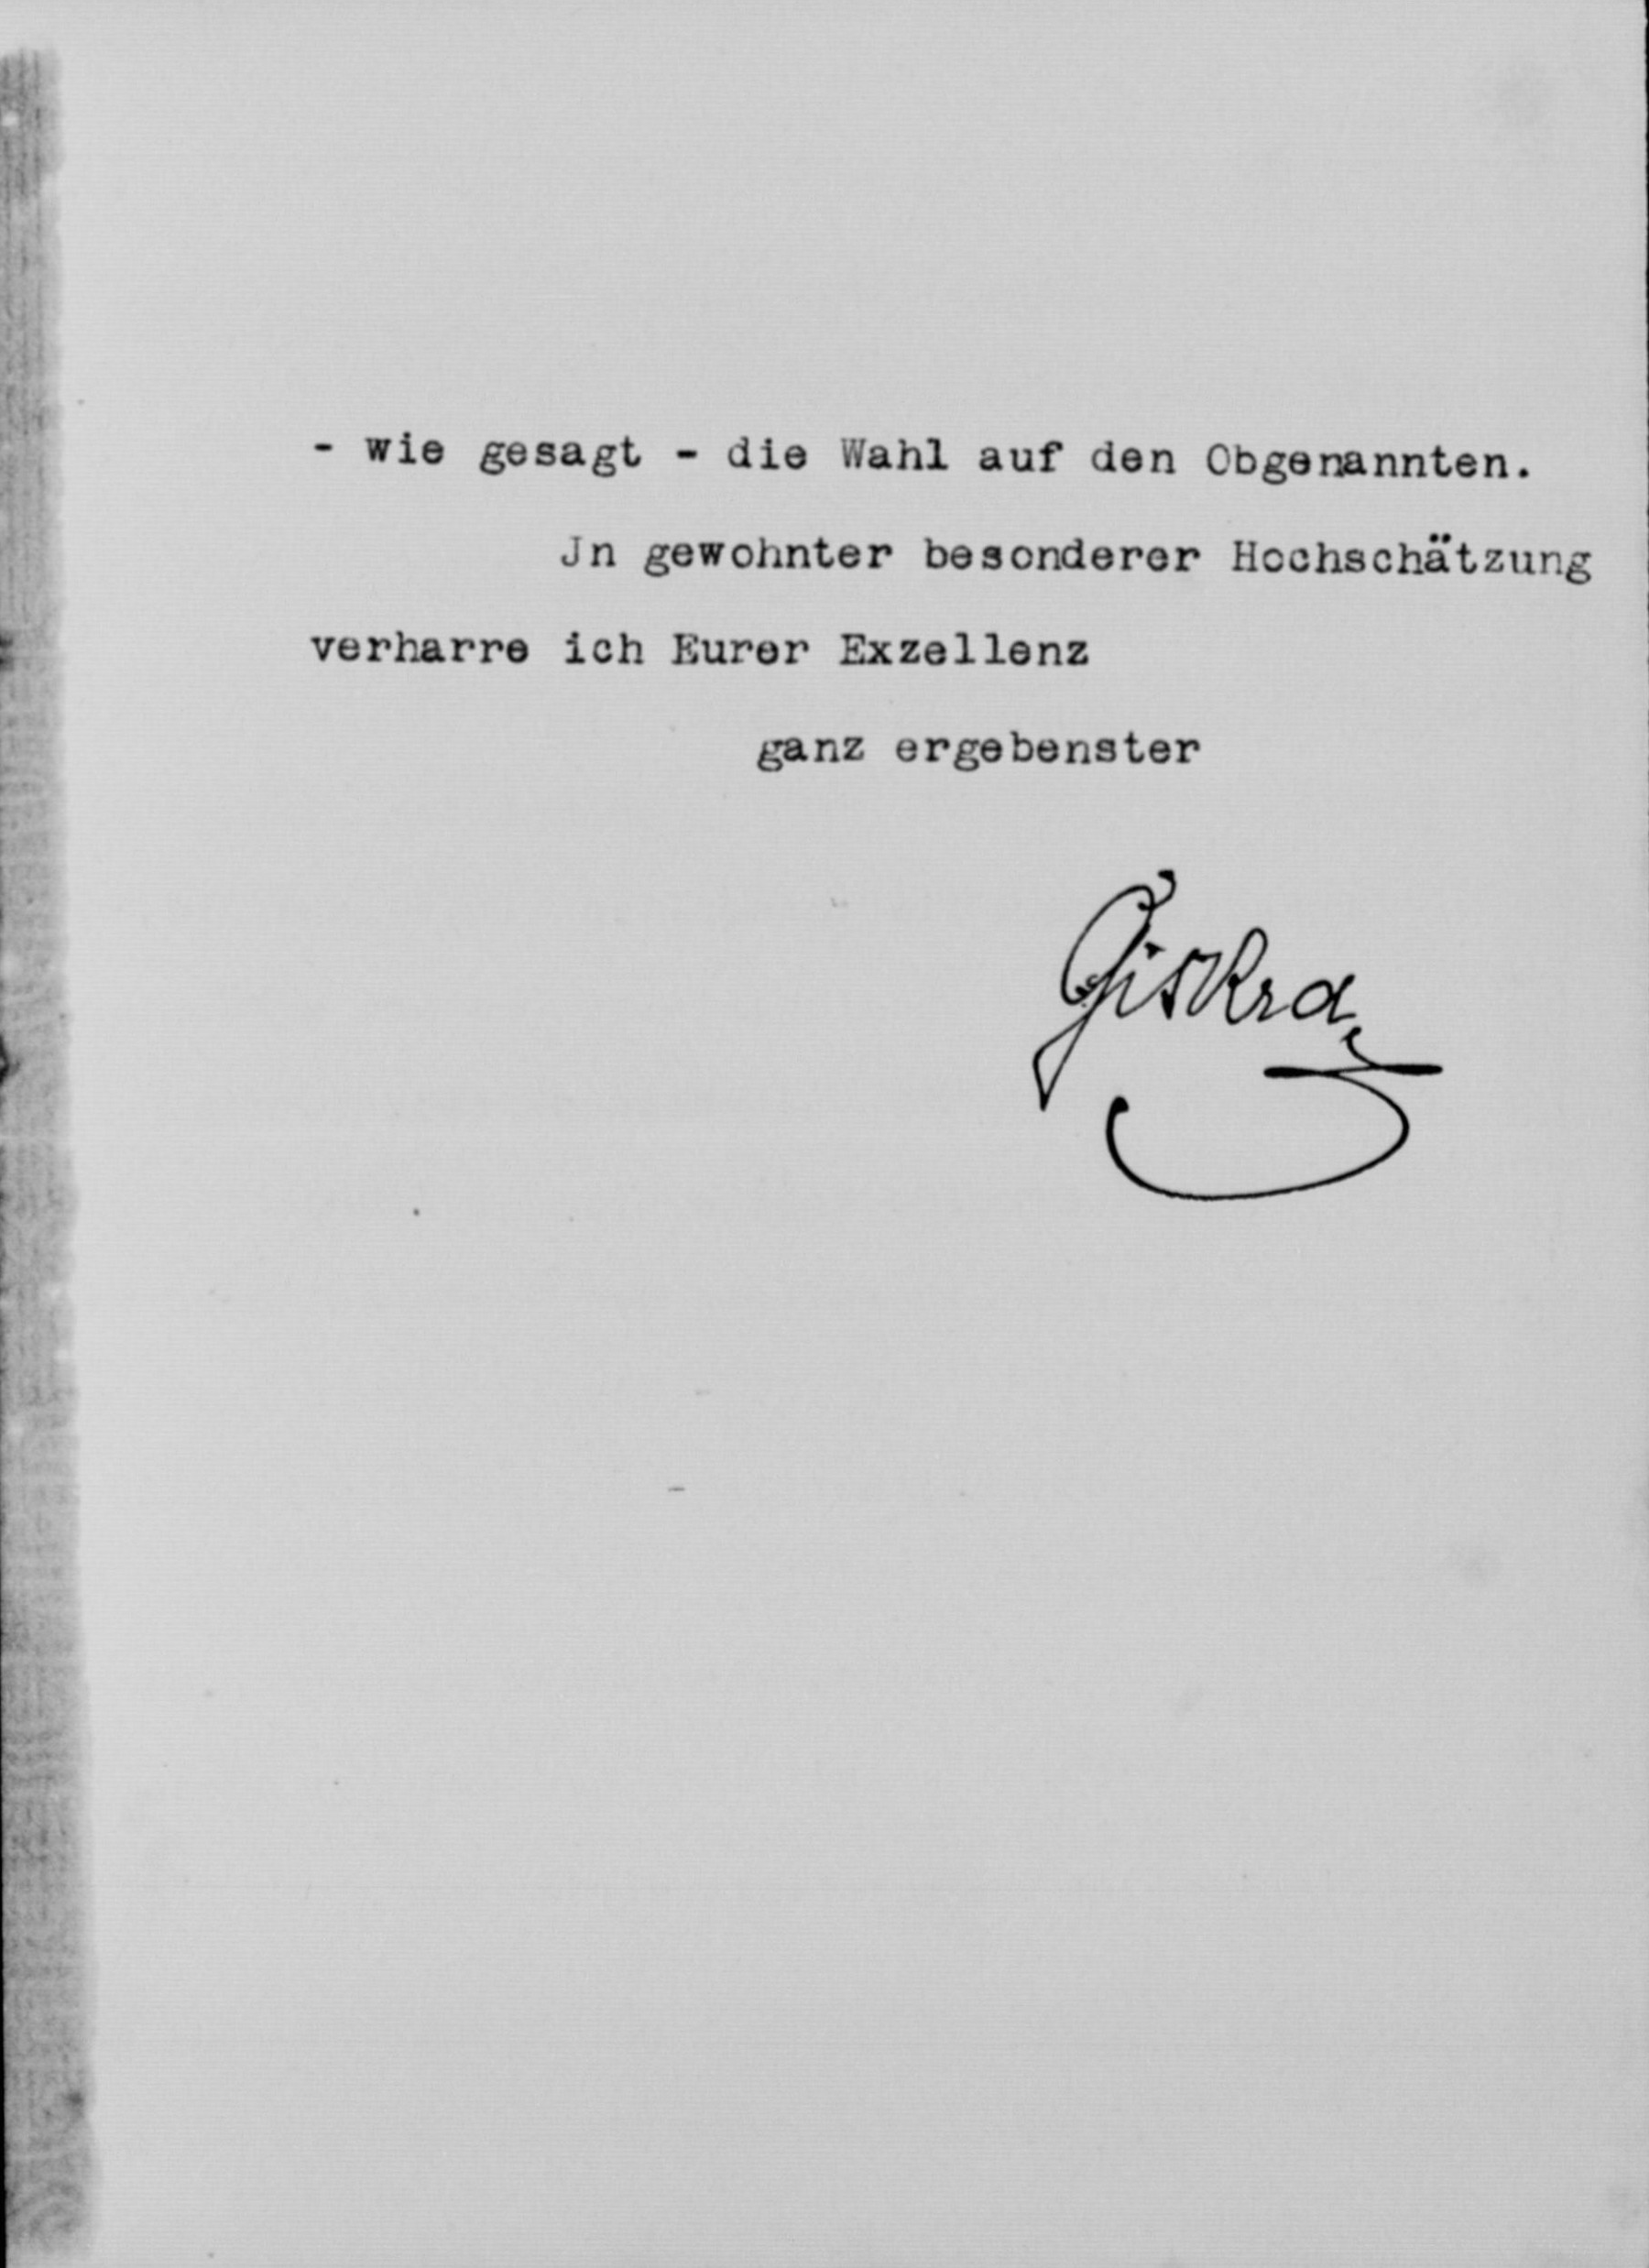 - wie gesagt - die Wahl auf den Obgenannten.
Jn gewohnter besonderer Hochschätzung
verharre ich Eurer Exzellenz
ganz ergebenster
Giskra